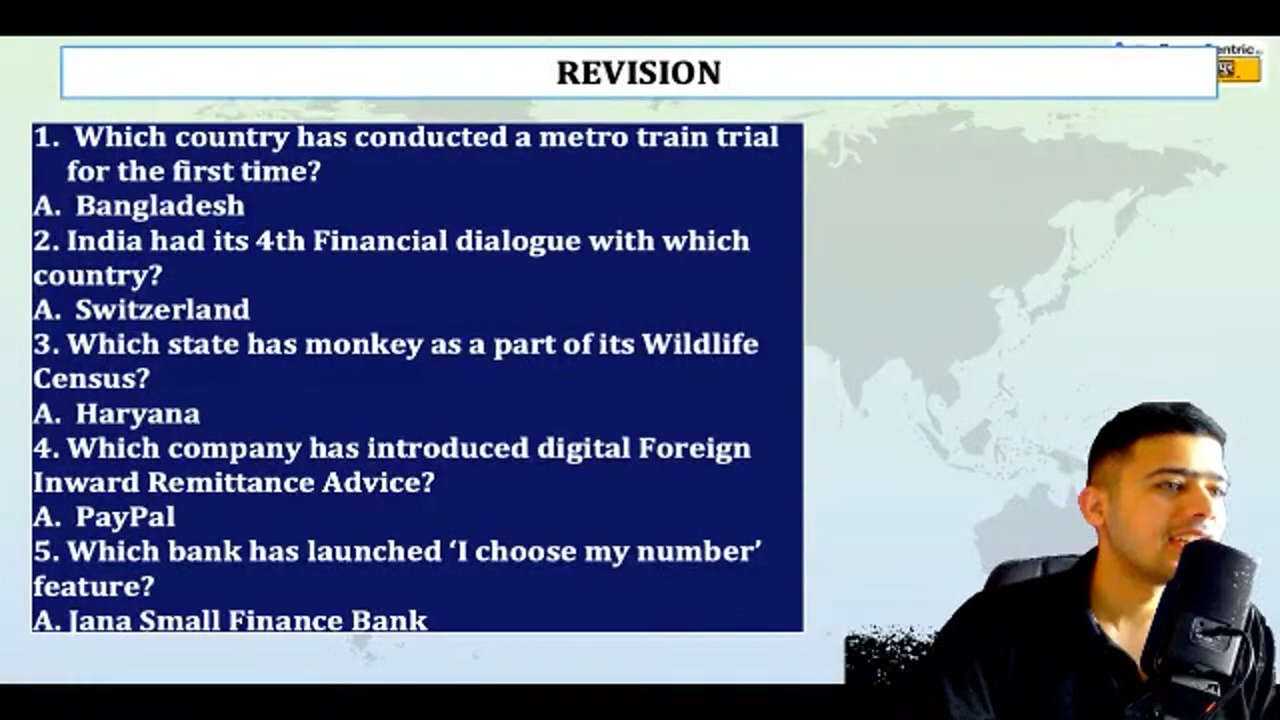 entric
REVISION
पुर
1. Which country has conducted a metro train trial
for the first time?
A. Bangladesh
2. India had its 4th Financial dialogue with which
country?
A. Switzerland
3. Which state has monkey as a part of its Wildlife
Census?
A. Haryana
4. Which company has introduced digital Foreign
Inward Remittance Advice?
A. PayPal
5. Which bank has launched ‘I choose my number’
feature?
A. Jana Small Finance Bank